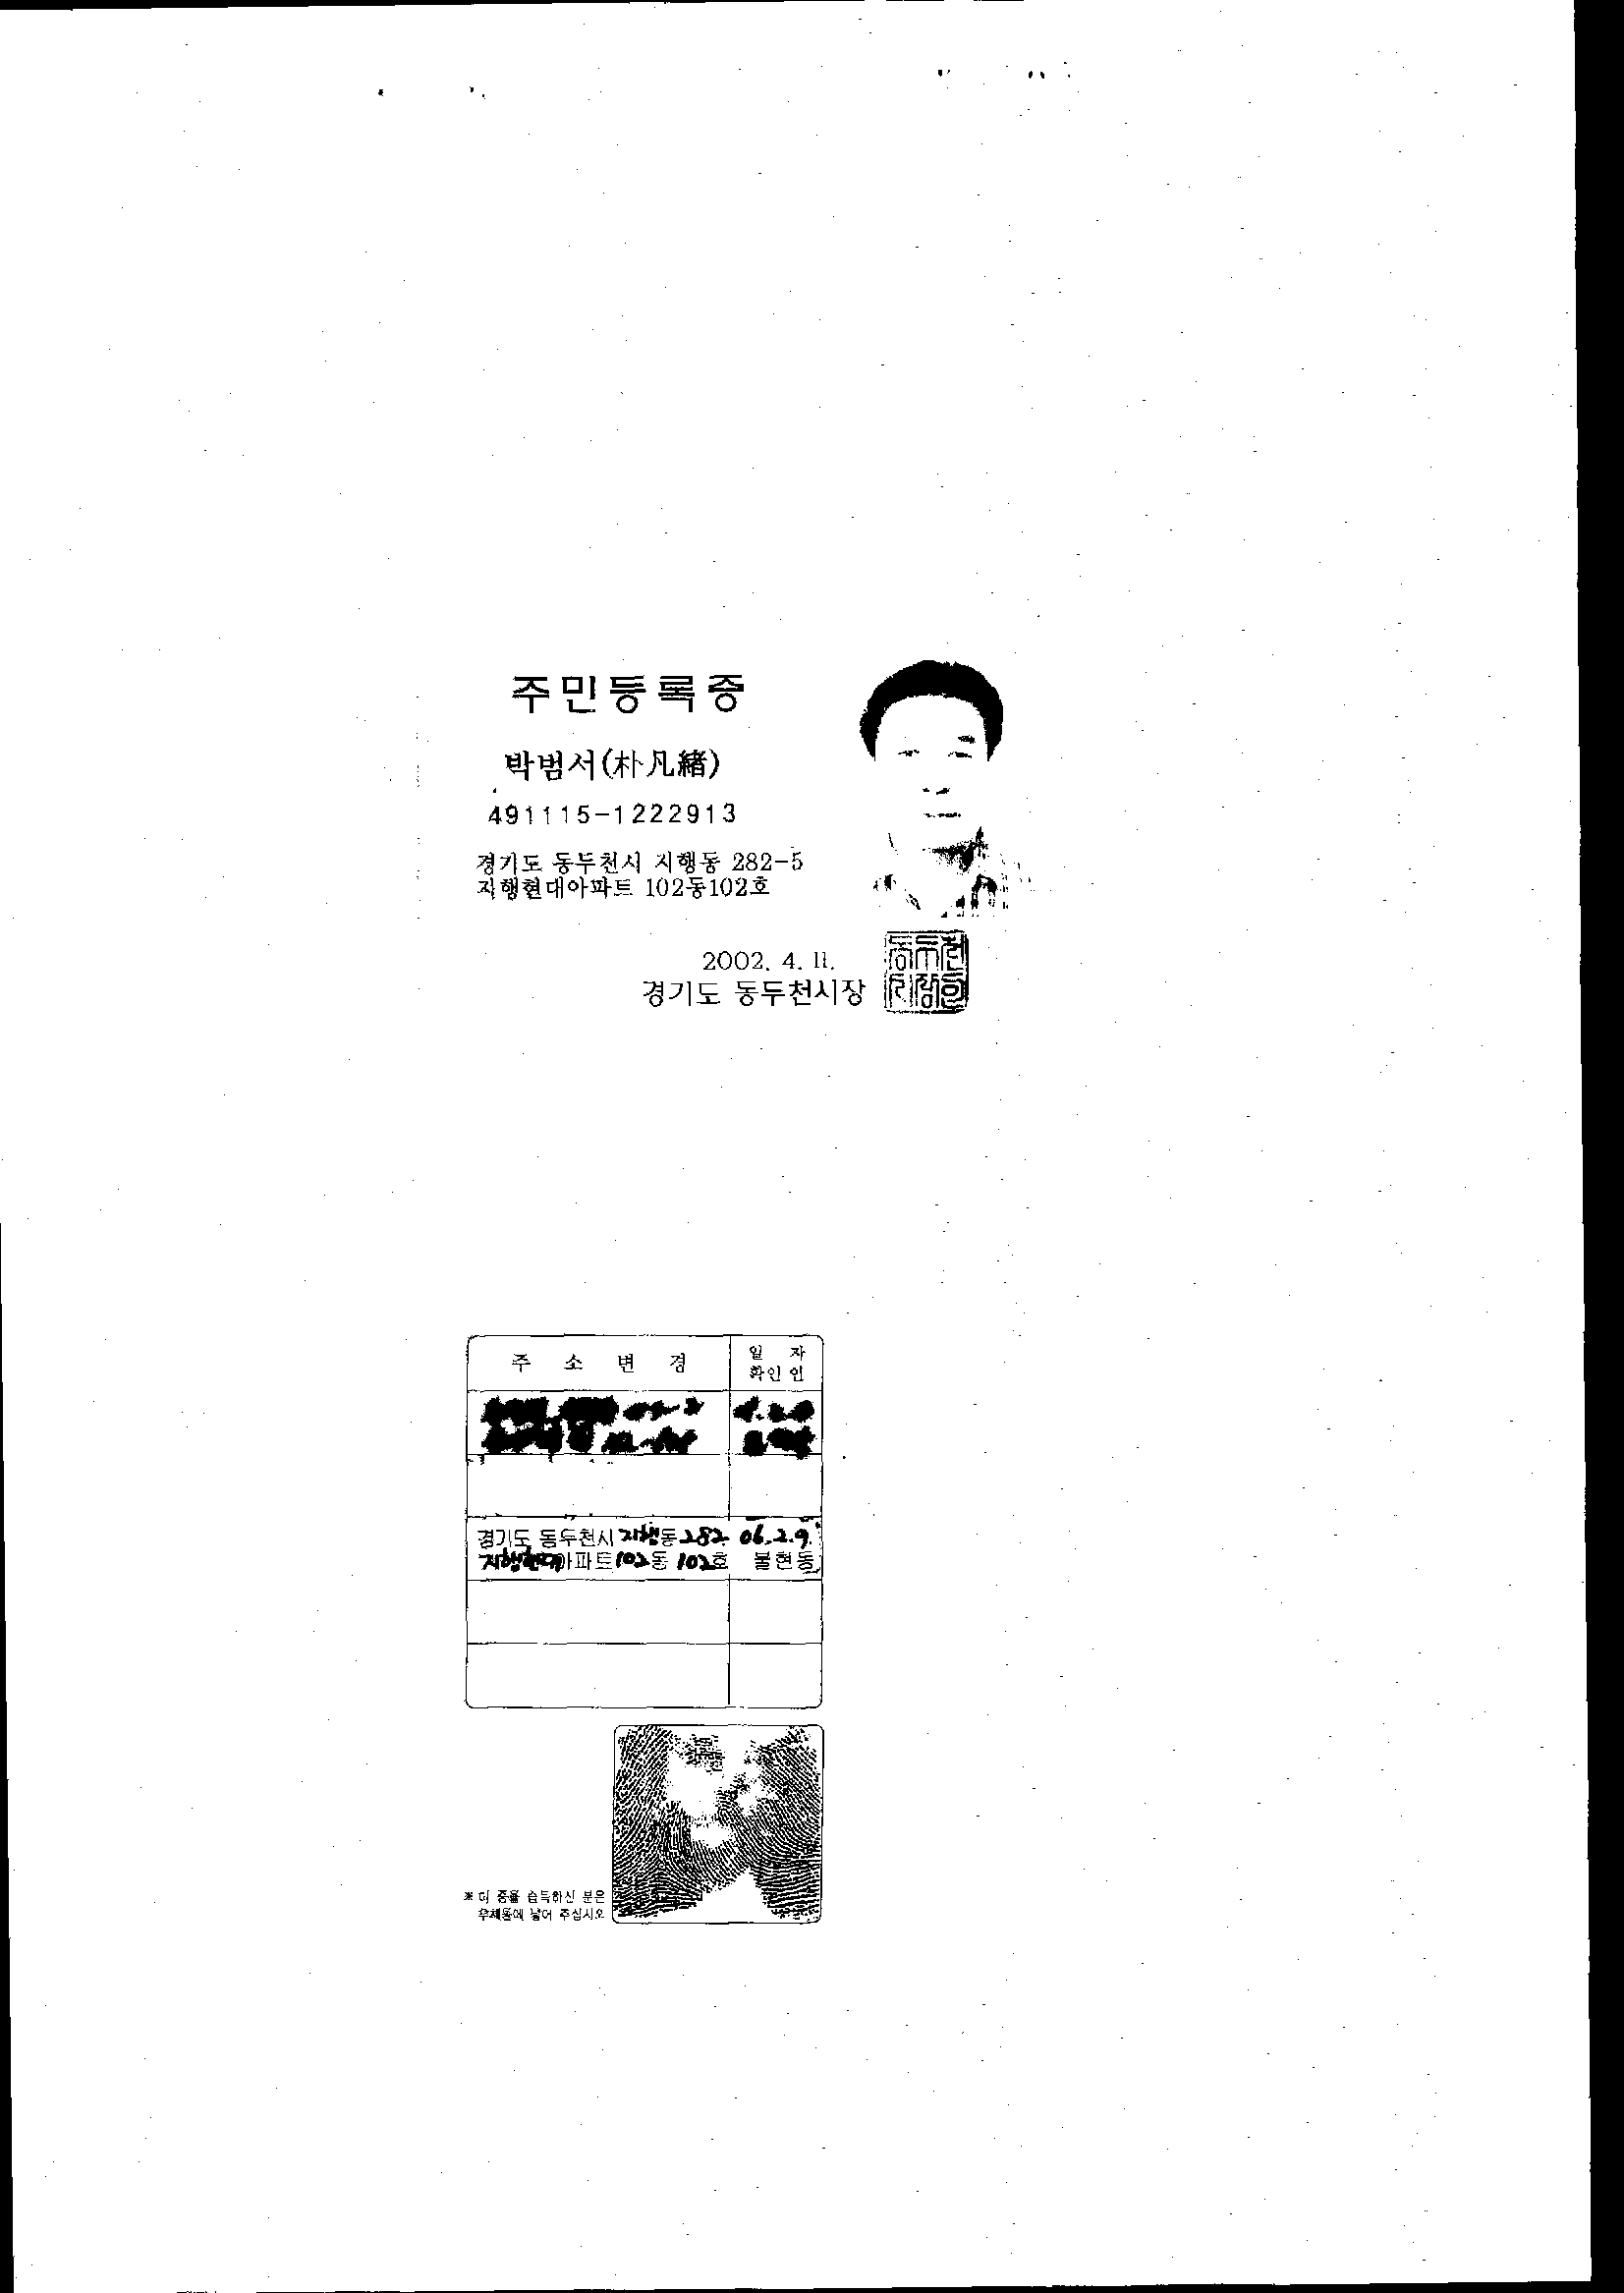 주민등록증
박범서(朴凡緖)
491115-1222913
경기도 동두천시 지행동 282-5
지행현대아파트 102동102호
2002. 4. 11.
경기도 동두천시장
주 소 변 경
일 자
확인 인
경기도 동두천시 지행동 282 06.2.9.
지행현대아파트 102동 102호 불현동
※ 이 증을 습득하신 분은
우체통에 넣어 주십시오